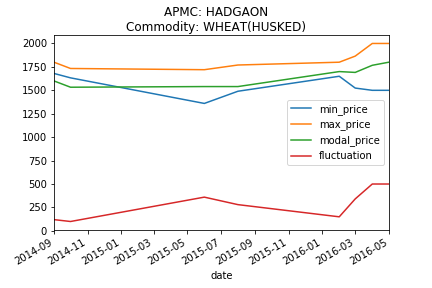 APMC: HADGAON
Commodity: WHEAT(HUSKED)
2000
1750
1500
1250
1000
750
500
250
0
min_price
max_price
modal_price
fluctuation
2014-09
2014-11
2015-01
2015-03
2015-05
2015-07
2015-09
2015-11
2016-01
2016-03
2016-05
date